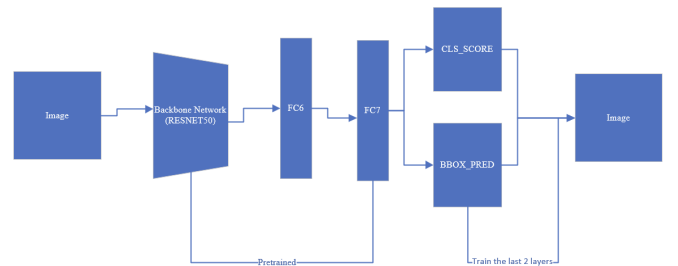 Image
Backbone Network
(RESNET50)
FC6
FC7
CLS_SCORE
BBOX_PRED
Image
Pretrained
Train the last 2 layers